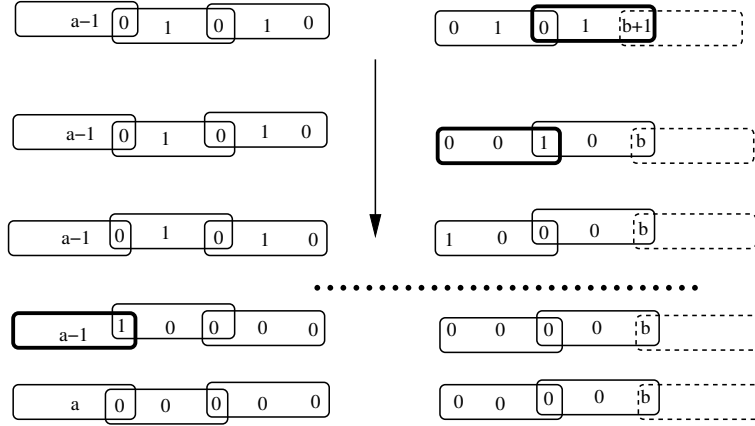 a−1 0 1 0 1 0 0 1 0 1 b+1
a−1 0 1 0 1 0 0 0 1 0 b
a−1 0 1 0 1 0 1 0 0 0 b
a−1 1 0 0 0 0 0 0 0 0 b
a 0 0 0 0 0 0 0 0 0 b